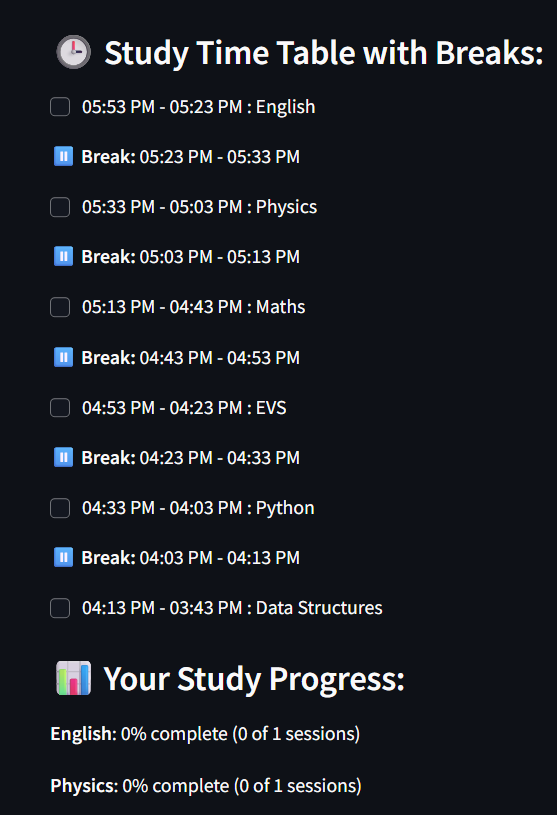 Study Time Table with Breaks:
05:53 PM - 05:23 PM : English
Break: 05:23 PM - 05:33 PM
05:33 PM - 05:03 PM : Physics
Break: 05:03 PM - 05:13 PM
05:13 PM - 04:43 PM : Maths
Break: 04:43 PM - 04:53 PM
04:53 PM - 04:23 PM : EVS
Break: 04:23 PM - 04:33 PM
04:33 PM - 04:03 PM : Python
Break: 04:03 PM - 04:13 PM
04:13 PM - 03:43 PM : Data Structures
Your Study Progress:
English: 0% complete (0 of 1 sessions)
Physics: 0% complete (0 of 1 sessions)